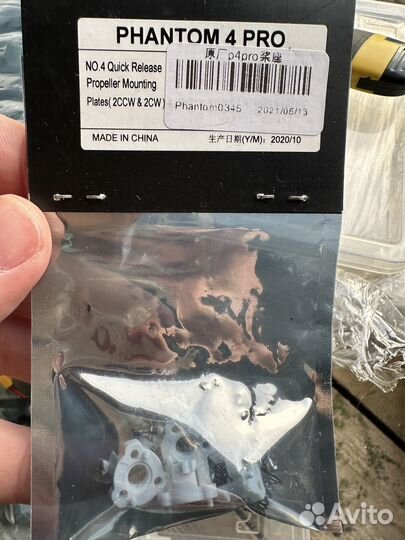 PHANTOM 4 PRO
NO.4 Quick Release
Propeller Mounting
Plates( 2CCW & 2CW )
原厂p4pro桨座
Phantom0345 2021/05/13
MADE IN CHINA
生产日期(Y/M): 2020/10
Avito